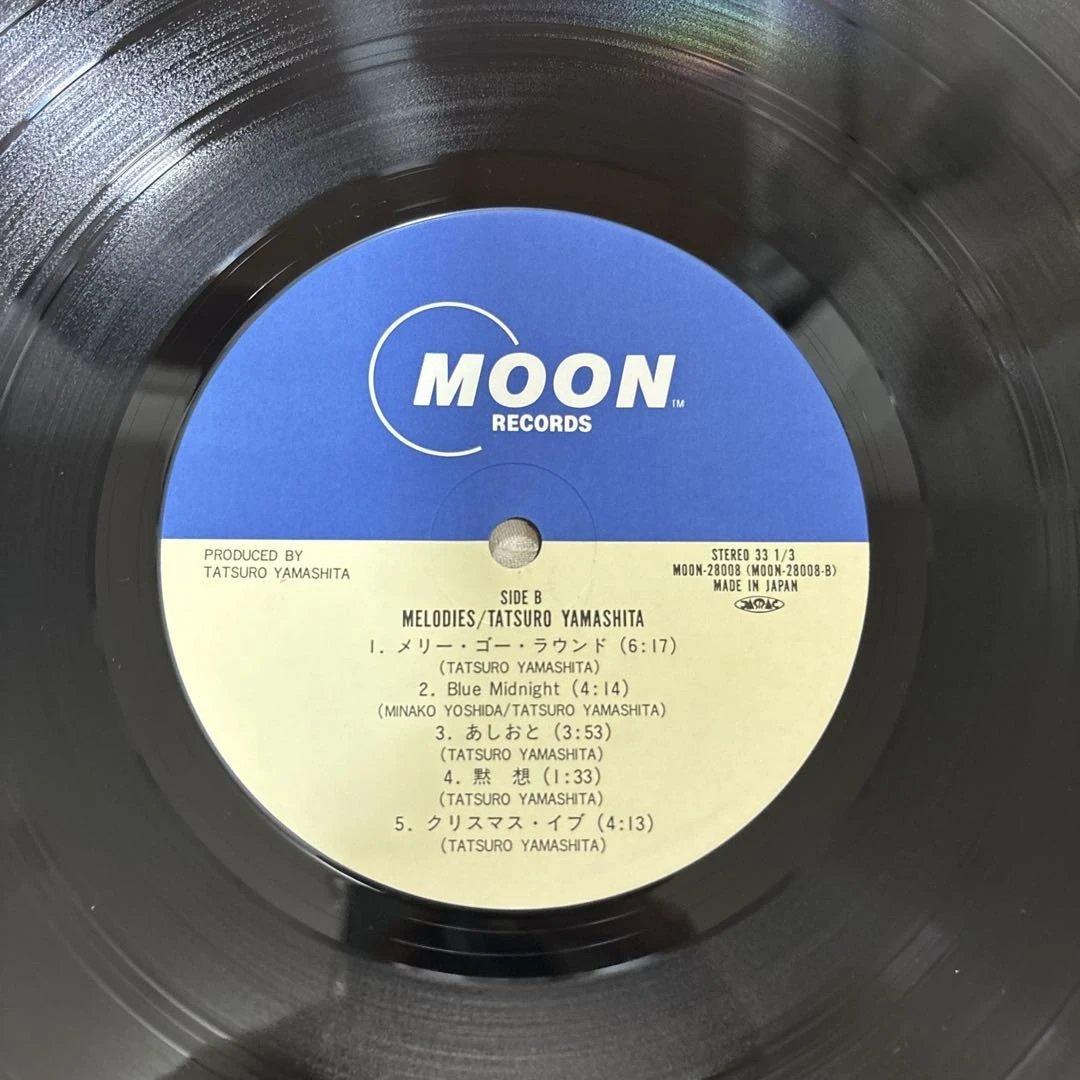 MOON
TM
RECORDS
PRODUCED BY
TATSURO YAMASHITA
STEREO 33 1/3
MOON-28008 (MOON-28008-B)
MADE IN JAPAN
SIDE B
MELODIES/TATSURO YAMASHITA
1. メリー・ゴー・ラウンド (6:17)
(TATSURO YAMASHITA)
2. Blue Midnight (4:14)
(MINAKO YOSHIDA/TATSURO YAMASHITA)
3. あしおと (3:53)
(TATSURO YAMASHITA)
4. 黙 想 (1:33)
(TATSURO YAMASHITA)
5. クリスマス・イブ (4:13)
(TATSURO YAMASHITA)